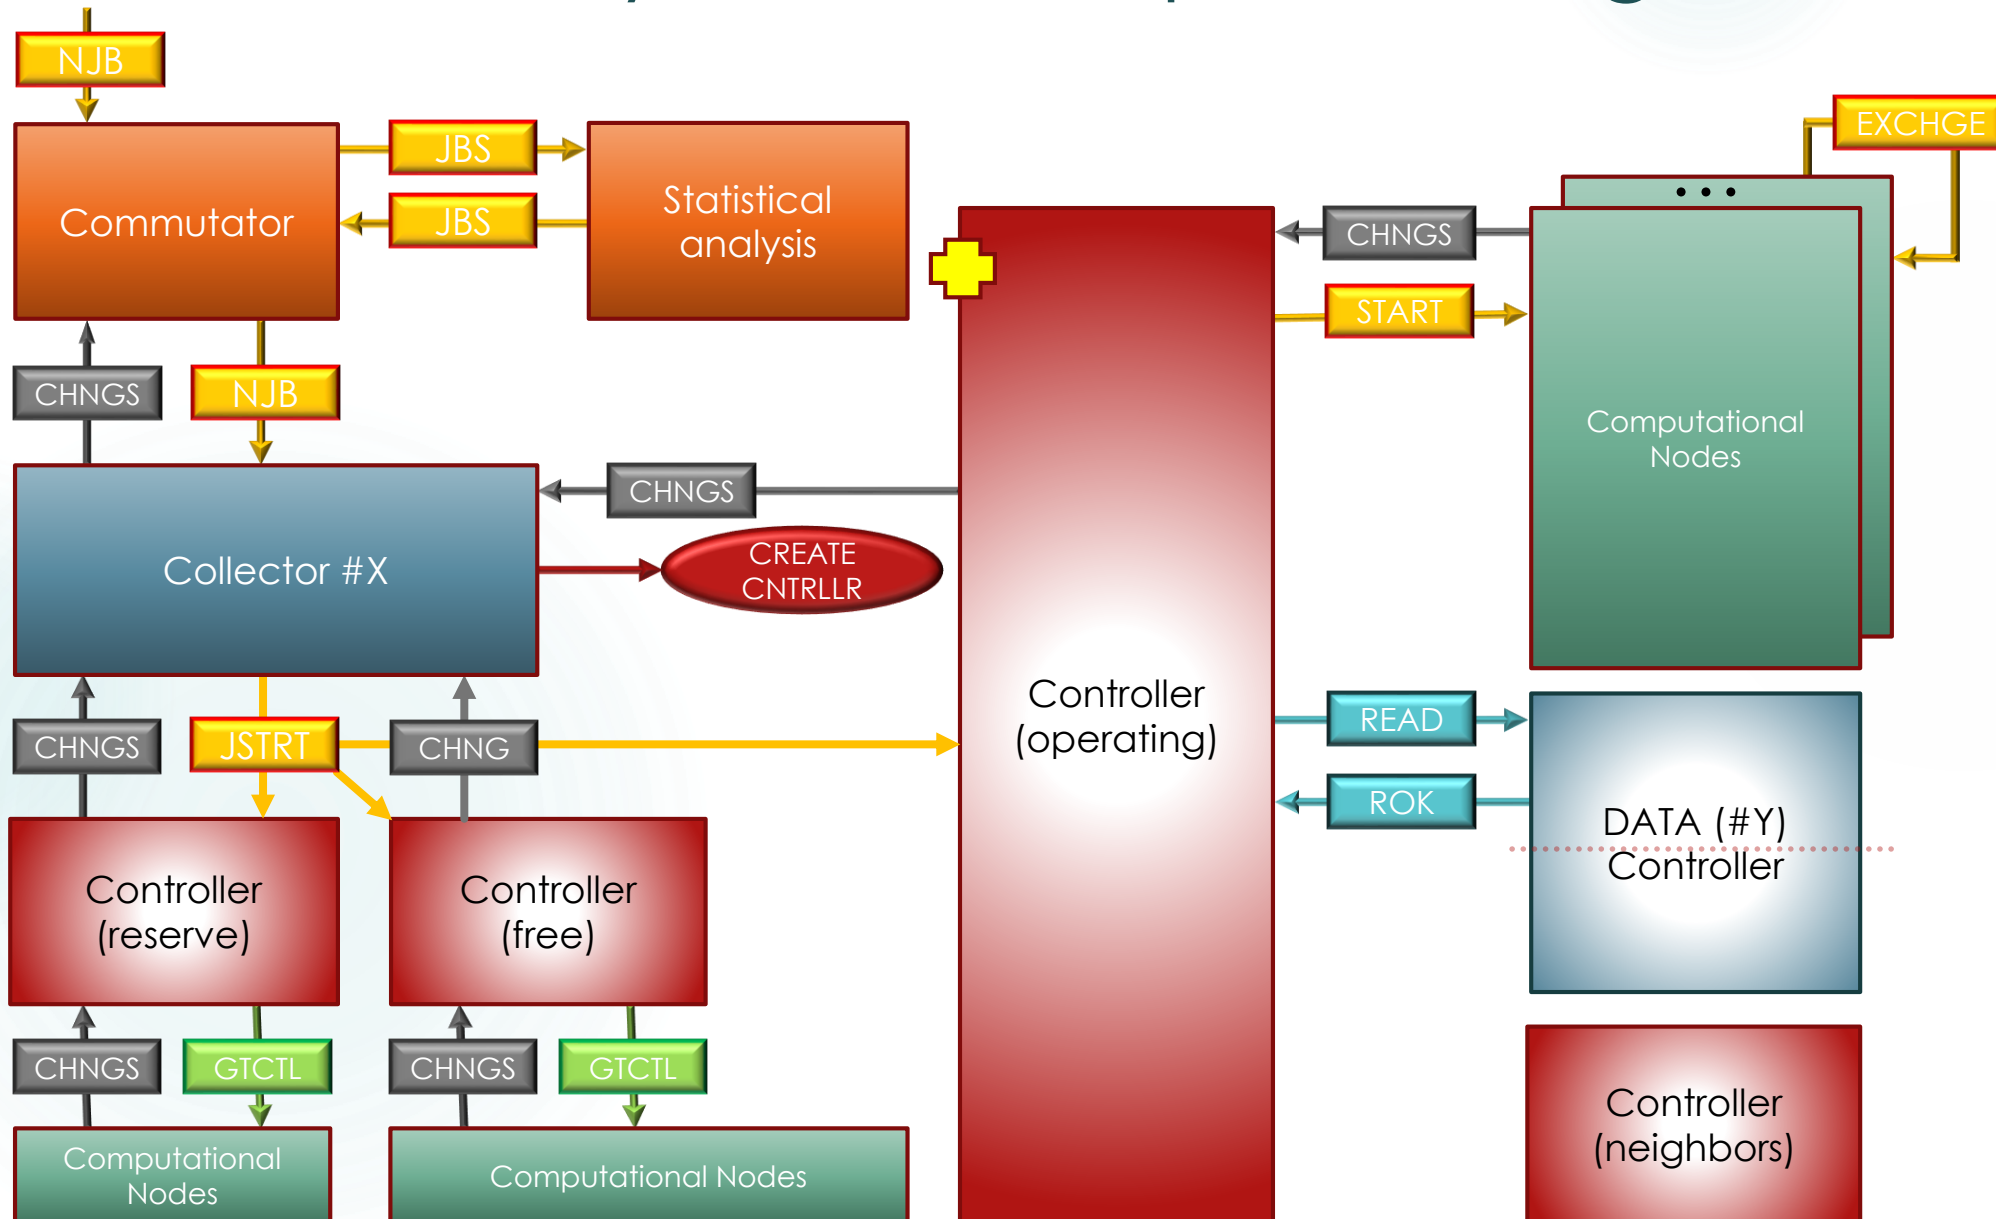 NJB
EXCHGE
JBS
Commutator
JBS
Statistical
analysis
• • •
CHNGS
START
CHNGS
NJB
Computational
Nodes
CHNGS
Collector #X
CREATE
CNTRLLR
CHNGS
JSTRT
CHNG
Controller
(operating)
READ
ROK
DATA (#Y)
Controller
Controller
(reserve)
Controller
(free)
CHNGS
GTCTL
CHNGS
GTCTL
Controller
(neighbors)
Computational
Nodes
Computational Nodes